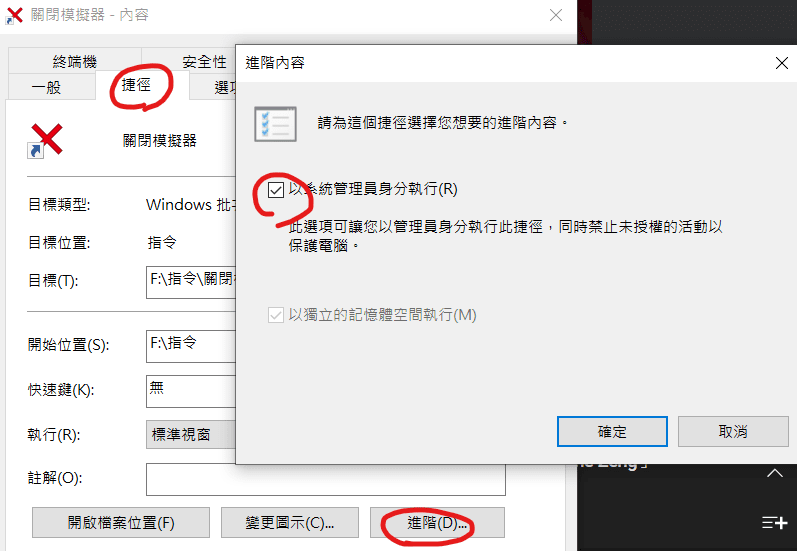 關閉模擬器 - 內容
終端機
安全性
一般
捷徑
關閉模擬器
目標類型:
Windows
目標位置:
指令
目標(T):
F:\指令\關閉
開始位置(S):
F:\指令
快速鍵(K):
無
執行(R):
標準視窗
註解(O):
開啟檔案位置(F)
變更圖示(C)...
進階(D)...
進階內容
請為這個捷徑選擇您想要的進階內容。
以系統管理員身分執行(R)
此選項可讓您以管理員身分執行此捷徑，同時禁止未授權的活動以
保護電腦。
以獨立的記憶體空間執行(M)
確定
取消